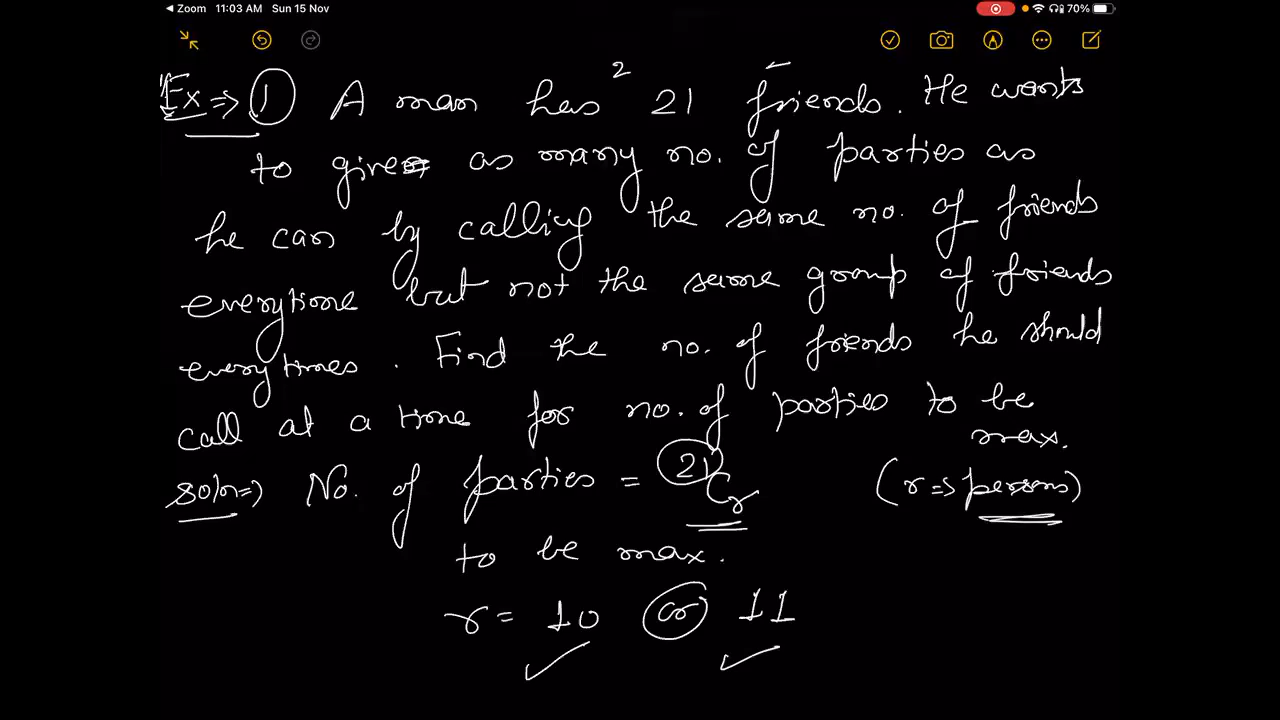 Zoom 11:03 AM Sun 15 Nov 70%
2
Ex ⇒ 1 A man has 21 friends. He wants
to give as many no. of parties as
he can by calling the same no. of friends
everytime but not the same group of friends
everytimes. Find the no. of friends he should
call at a time for no. of parties to be
max.
soln ⇒ No. of parties = 21Cr (r ⇒ persons)
to be max.
r = 10 or 11